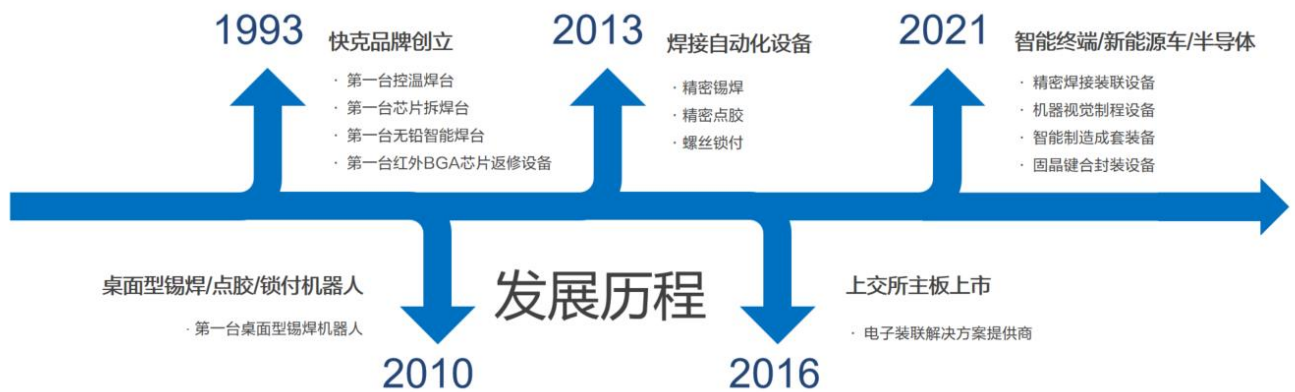 1993
快克品牌创立
· 第一台控温焊台
· 第一台芯片拆焊台
· 第一台无铅智能焊台
· 第一台红外BGA芯片返修设备
2013
焊接自动化设备
· 精密锡焊
· 精密点胶
· 螺丝锁付
2021
智能终端/新能源车/半导体
· 精密焊接装联设备
· 机器视觉制程设备
· 智能制造成套装备
· 固晶键合封装设备
桌面型锡焊/点胶/锁付机器人
· 第一台桌面型锡焊机器人
2010
发展历程
上交所主板上市
· 电子装联解决方案提供商
2016